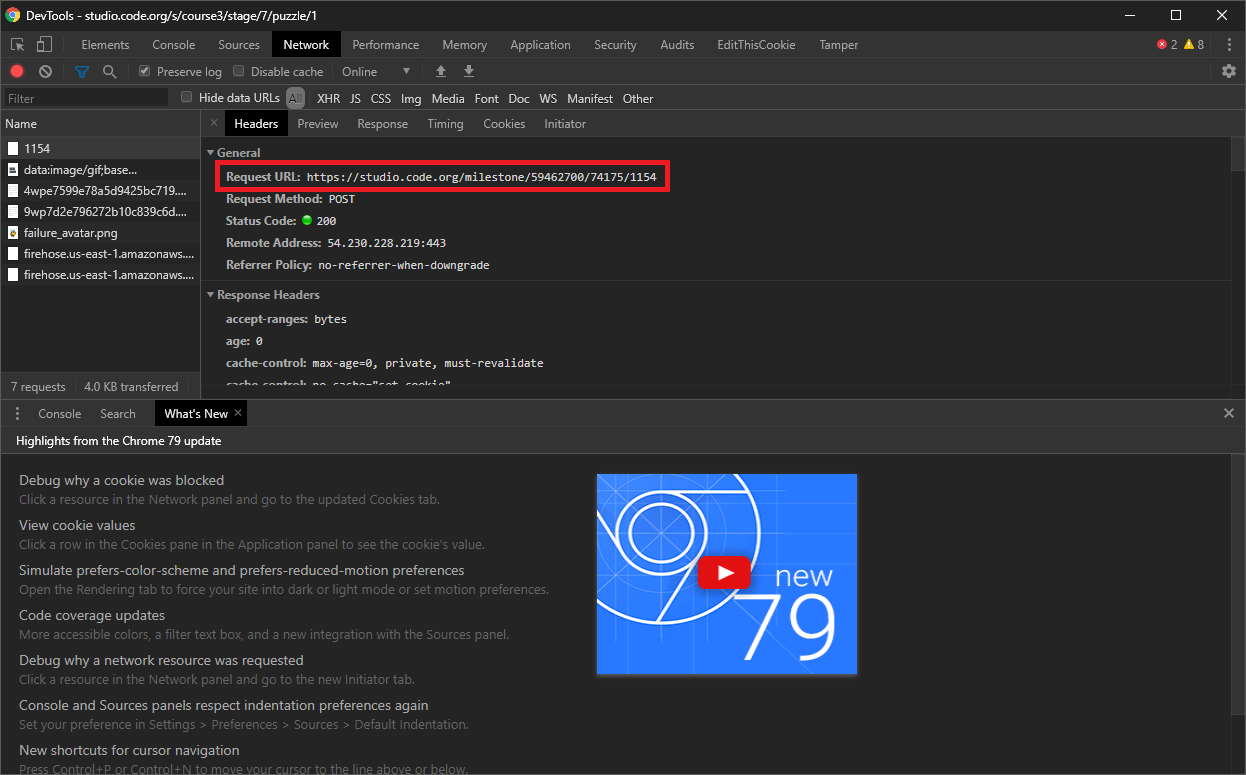 DevTools - studio.code.org/s/course3/stage/7/puzzle/1
Elements Console Sources Network Performance Memory Application Security Audits EditThisCookie Tamper 2 8
Preserve log Disable cache Online
Filter Hide data URLs All XHR JS CSS Img Media Font Doc WS Manifest Other
Name
1154
data:image/gif;base...
4wpe7599e78a5d9425bc719....
9wp7d2e796272b10c839c6d....
failure_avatar.png
firehose.us-east-1.amazonaws....
firehose.us-east-1.amazonaws....
7 requests 4.0 KB transferred
Headers Preview Response Timing Cookies Initiator
General
Request URL: https://studio.code.org/milestone/59462700/74175/1154
Request Method: POST
Status Code: 200
Remote Address: 54.230.228.219:443
Referrer Policy: no-referrer-when-downgrade
Response Headers
accept-ranges: bytes
age: 0
cache-control: max-age=0, private, must-revalidate
cache-control: no-cache="set-cookie"
Console Search What's New
Highlights from the Chrome 79 update
Debug why a cookie was blocked
Click a resource in the Network panel and go to the updated Cookies tab.
View cookie values
Click a row in the Cookies pane in the Application panel to see the cookie's value.
Simulate prefers-color-scheme and prefers-reduced-motion preferences
Open the Rendering tab to force your site into dark or light mode or set motion preferences.
Code coverage updates
More accessible colors, a filter text box, and a new integration with the Sources panel.
Debug why a network resource was requested
Click a resource in the Network panel and go to the new Initiator tab.
Console and Sources panels respect indentation preferences again
Set your preference in Settings > Preferences > Sources > Default Indentation.
New shortcuts for cursor navigation
Press Control+P or Control+N to move your cursor to the line above or below.
new
79